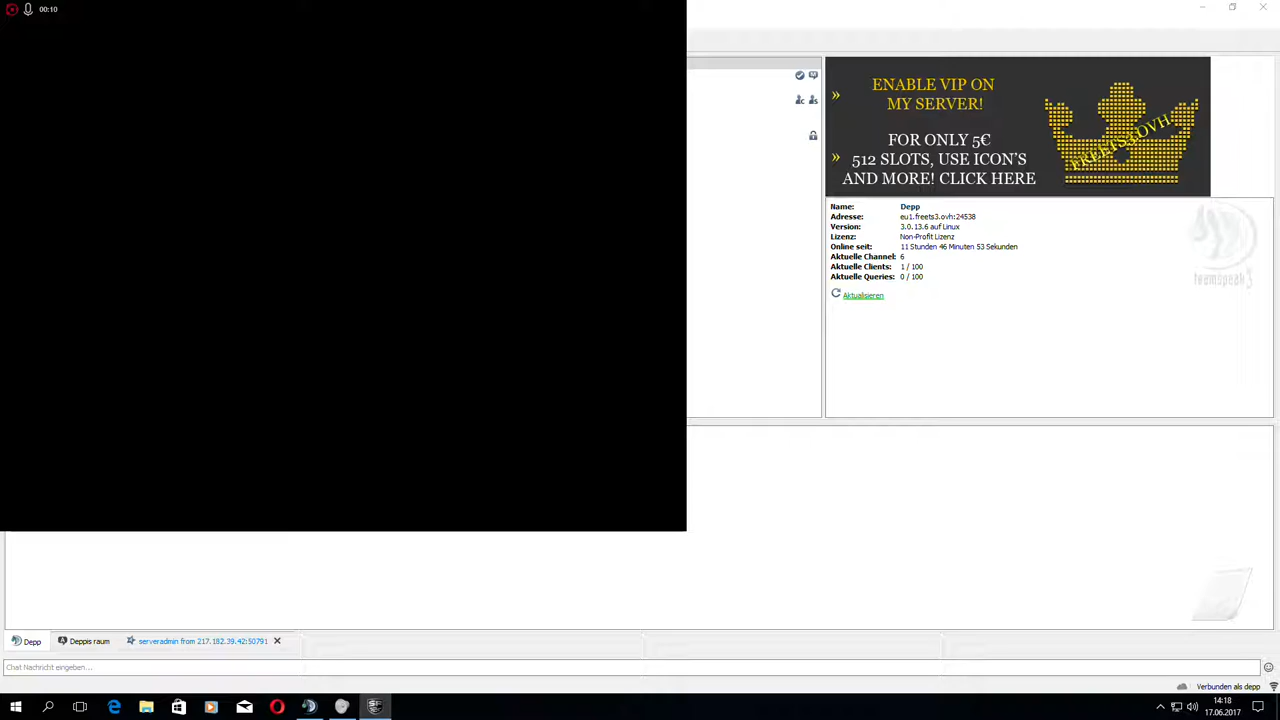 00:10
ENABLE VIP ON
MY SERVER!
FOR ONLY 5€
512 SLOTS, USE ICON'S
AND MORE! CLICK HERE
FREETS3.OVH
Name: Depp
Adresse: eu1.freets3.ovh:24538
Version: 3.0.13.6 auf Linux
Lizenz: Non-Profit Lizenz
Online seit: 11 Stunden 46 Minuten 53 Sekunden
Aktuelle Channel: 6
Aktuelle Clients: 1 / 100
Aktuelle Queries: 0 / 100
Aktualisieren
teamspeak3
Depp
Deppis raum
serveradmin from 217.182.39.42:50791
Chat Nachricht eingeben...
Verbunden als depp
14:18
17.06.2017